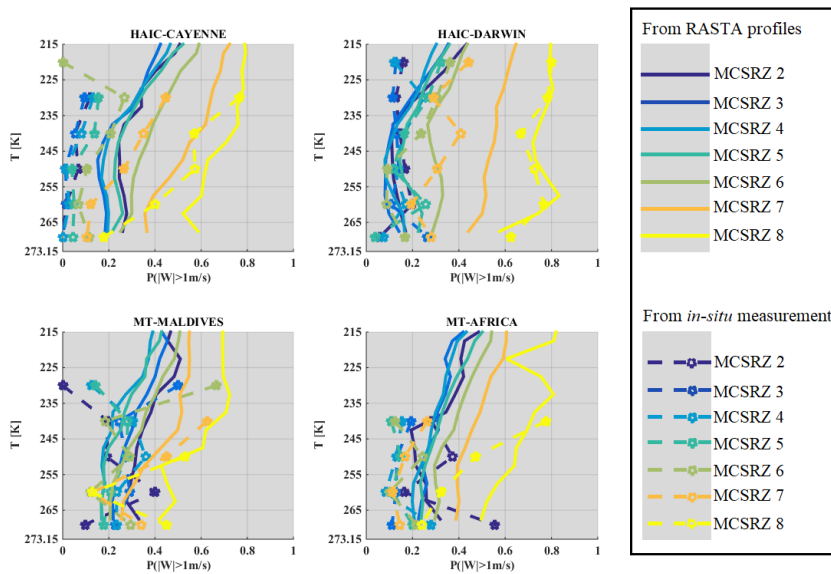 HAIC-CAYENNE
215
225
235
245
255
265
273.15
T [K]
0
0.2
0.4
0.6
0.8
1
P(|W|>1m/s)
HAIC-DARWIN
215
225
235
245
255
265
273.15
T [K]
0
0.2
0.4
0.6
0.8
1
P(|W|>1m/s)
MT-MALDIVES
215
225
235
245
255
265
273.15
T [K]
0
0.2
0.4
0.6
0.8
1
P(|W|>1m/s)
MT-AFRICA
215
225
235
245
255
265
273.15
T [K]
0
0.2
0.4
0.6
0.8
1
P(|W|>1m/s)
From RASTA profiles
MCSRZ 2
MCSRZ 3
MCSRZ 4
MCSRZ 5
MCSRZ 6
MCSRZ 7
MCSRZ 8
From in-situ measurement
MCSRZ 2
MCSRZ 3
MCSRZ 4
MCSRZ 5
MCSRZ 6
MCSRZ 7
MCSRZ 8